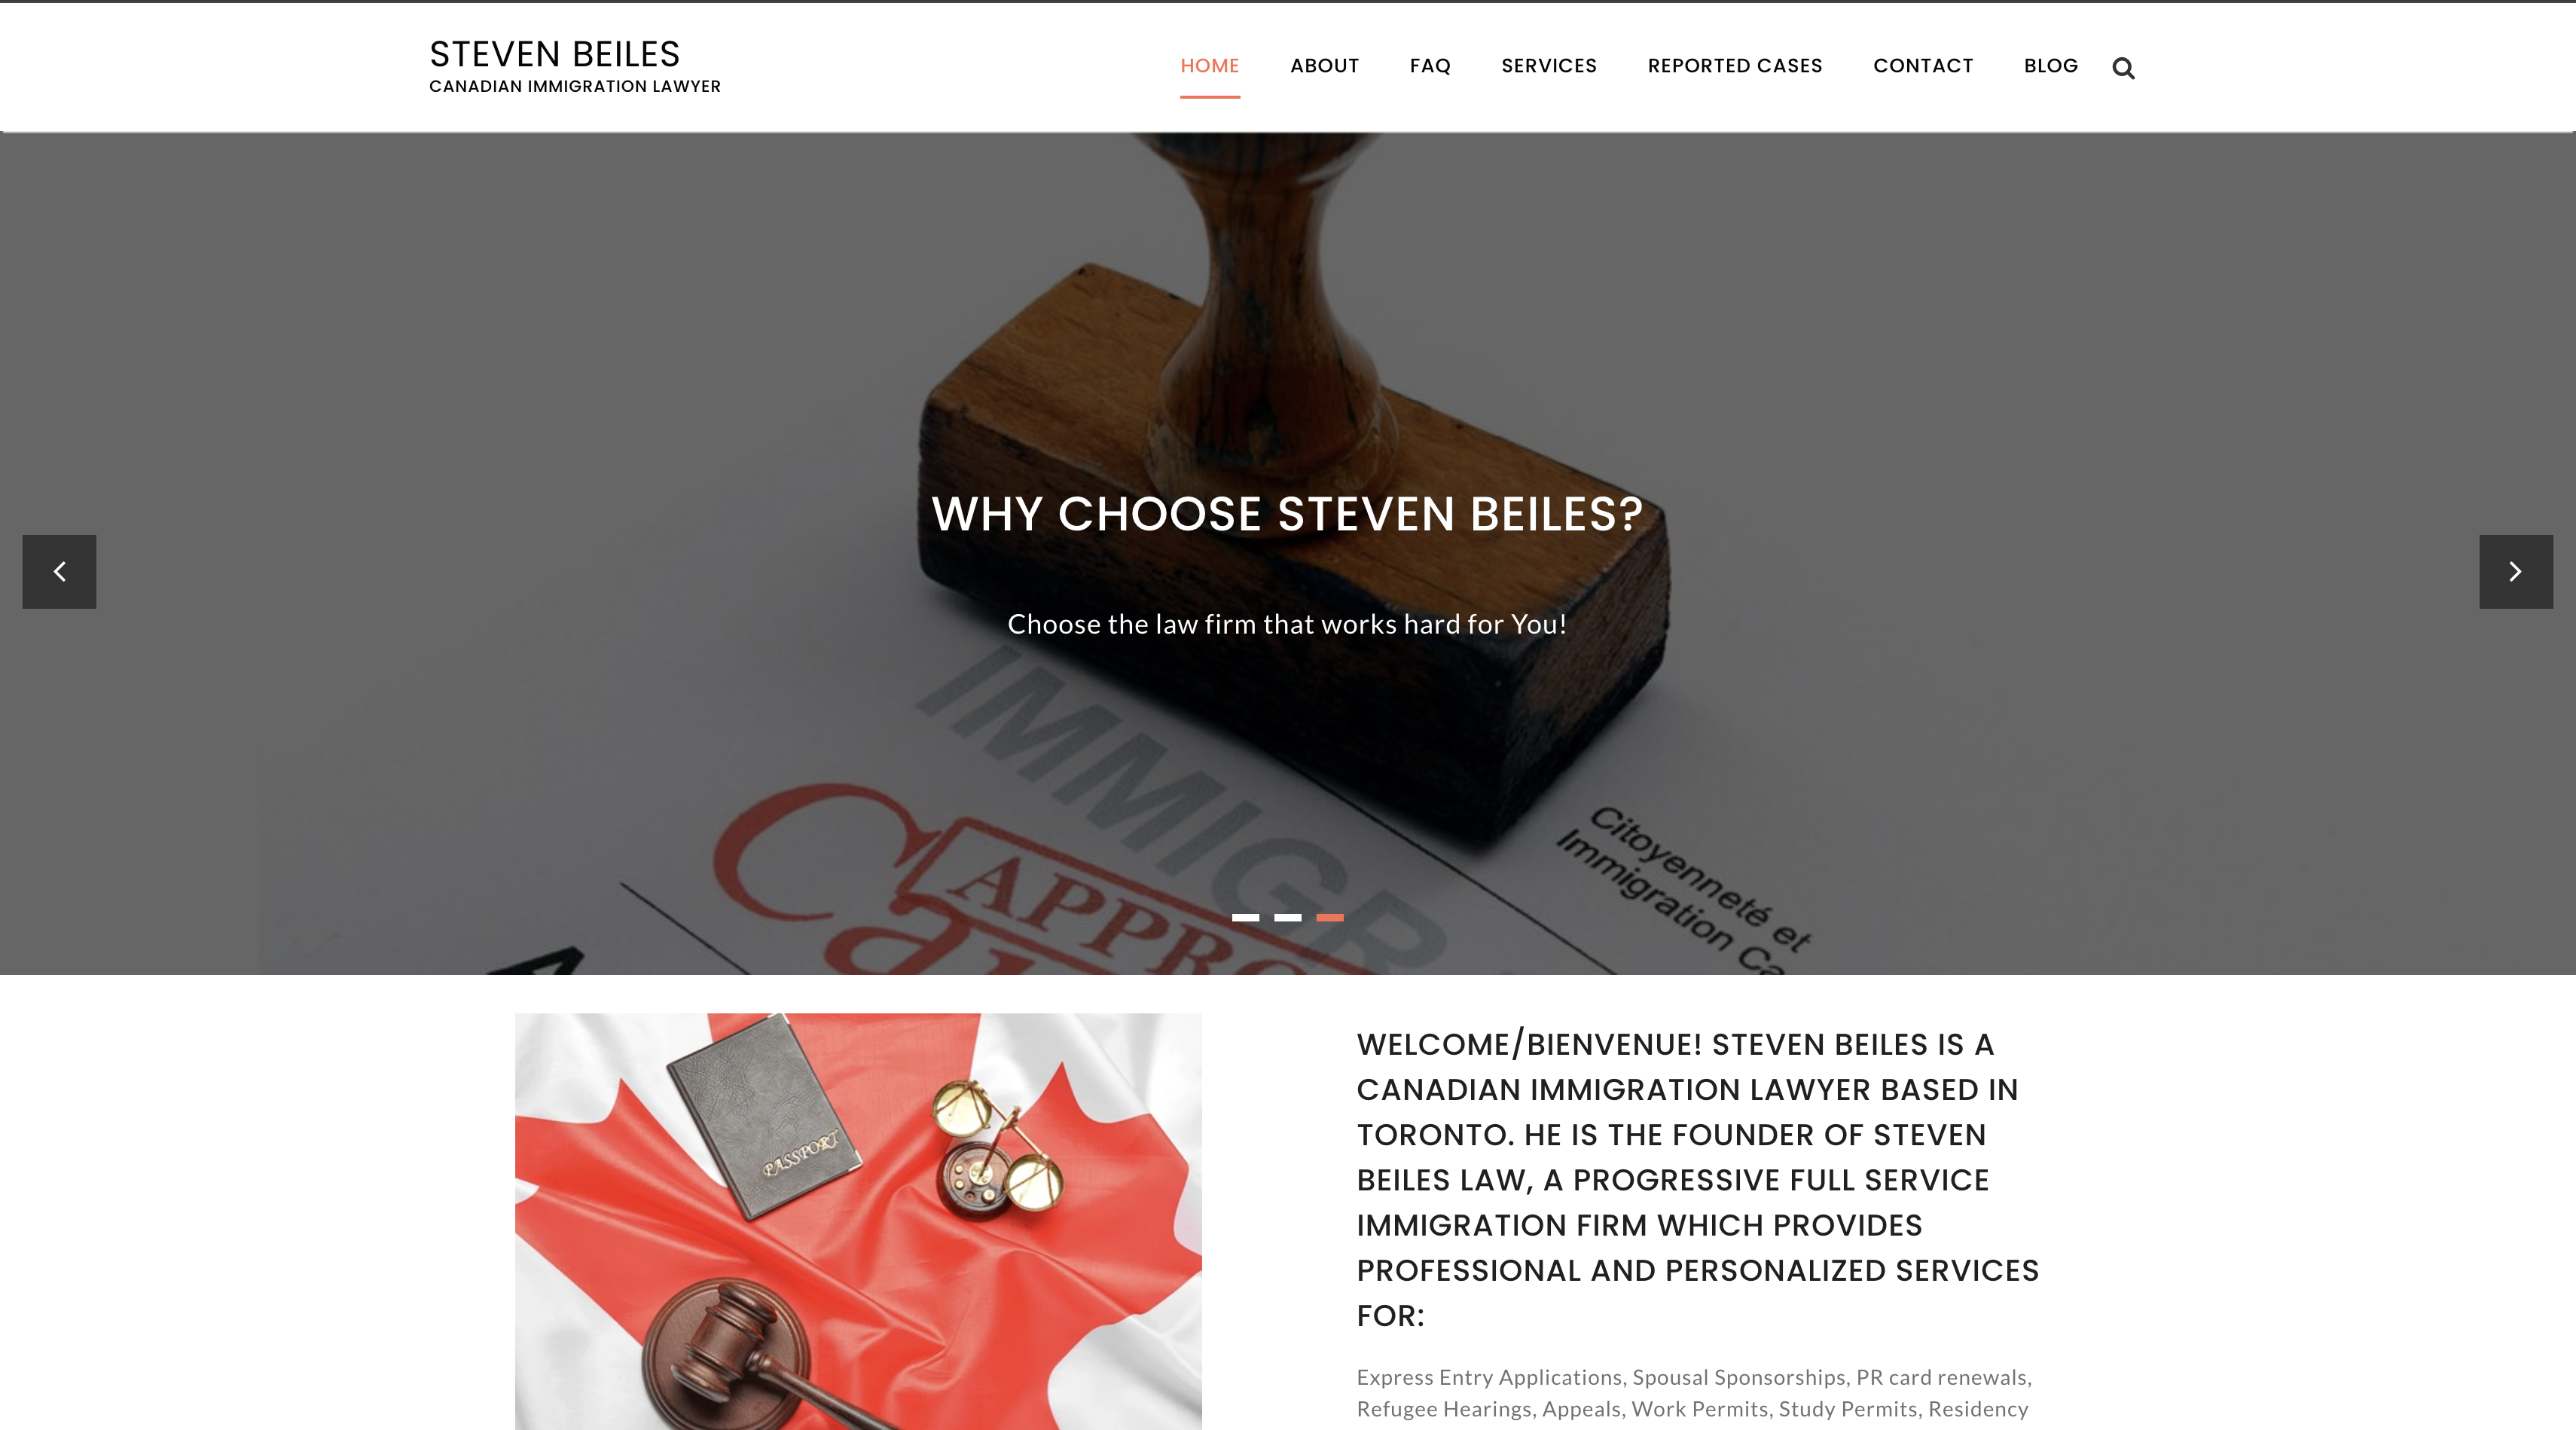 STEVEN BEILES
CANADIAN IMMIGRATION LAWYER
HOME ABOUT FAQ SERVICES REPORTED CASES CONTACT BLOG
WHY CHOOSE STEVEN BEILES?
Choose the law firm that works hard for You!
IMMIGR
APPRO
Citoyenneté et
Immigration Ca
PASSPORT
WELCOME/BIENVENUE! STEVEN BEILES IS A
CANADIAN IMMIGRATION LAWYER BASED IN
TORONTO. HE IS THE FOUNDER OF STEVEN
BEILES LAW, A PROGRESSIVE FULL SERVICE
IMMIGRATION FIRM WHICH PROVIDES
PROFESSIONAL AND PERSONALIZED SERVICES
FOR:
Express Entry Applications, Spousal Sponsorships, PR card renewals,
Refugee Hearings, Appeals, Work Permits, Study Permits, Residency